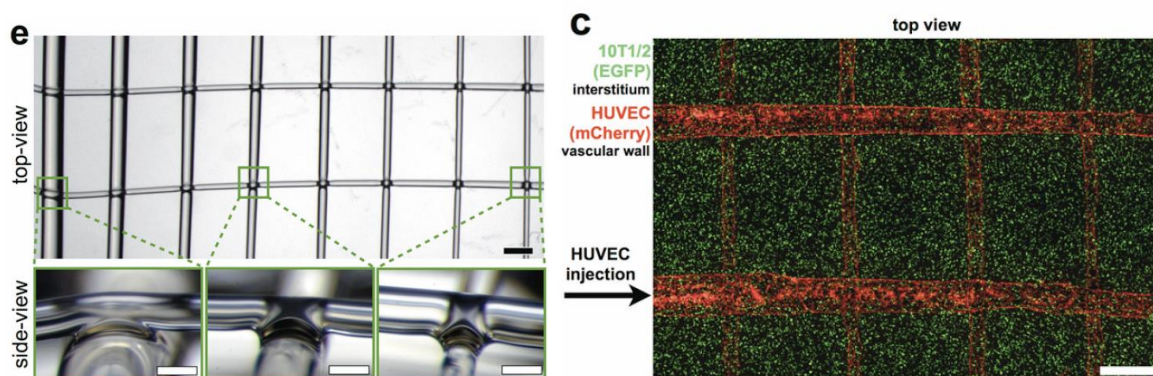 e
top-view
side-view
c
top view
10T1/2
(EGFP)
interstitium
HUVEC
(mCherry)
vascular wall
HUVEC
injection